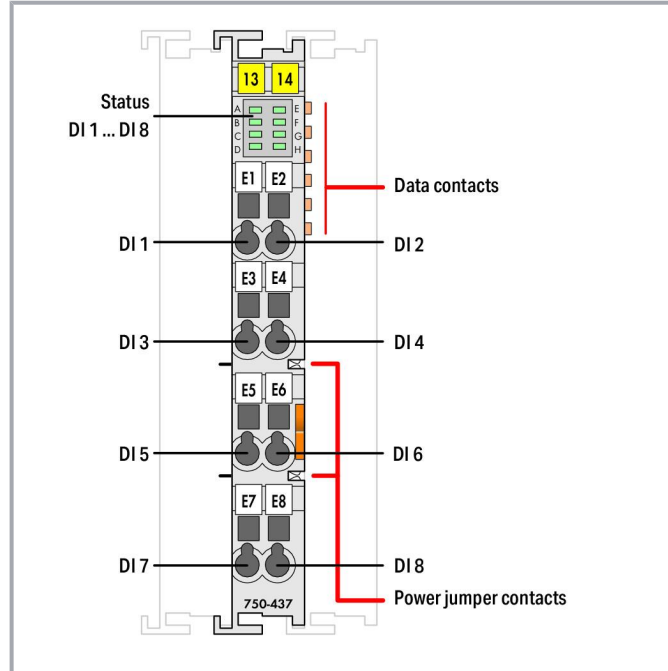 13 14
Status
DI 1 ... DI 8
A E
B F
C G
D H
E1 E2
Data contacts
DI 1 DI 2
E3 E4
DI 3 DI 4
E5 E6
DI 5 DI 6
E7 E8
DI 7 DI 8
750-437
Power jumper contacts